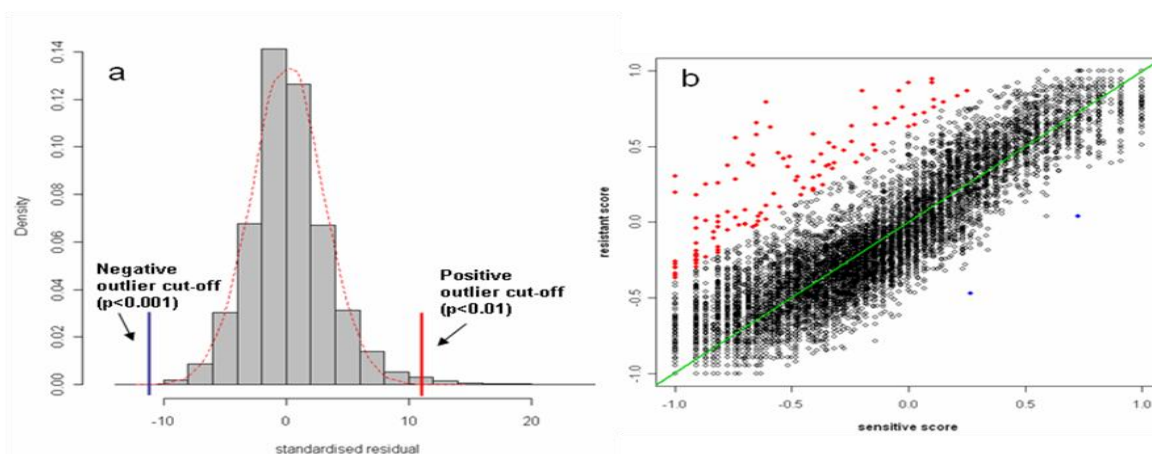 a
Density
0.00
0.02
0.04
0.06
0.08
0.10
0.12
0.14
Negative
outlier cut-off
(p<0.001)
Positive
outlier cut-off
(p<0.01)
-10
0
10
20
standardised residual
b
resistant score
-1.0
-0.5
0.0
0.5
1.0
-1.0
-0.5
0.0
0.5
1.0
sensitive score